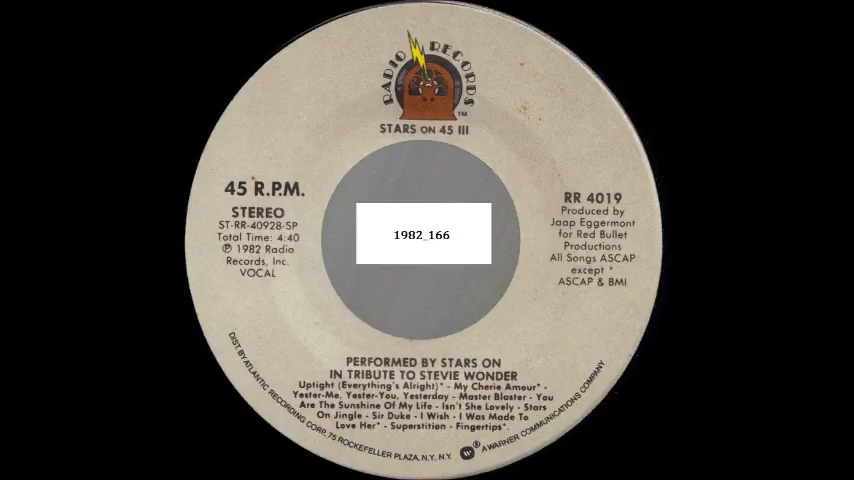 RADIO RECORDS
TM
STARS ON 45 III
45 R.P.M.
STEREO
ST-RR-40928-SP
Total Time: 4:40
Ⓟ 1982 Radio
Records, Inc.
VOCAL
1982_166
RR 4019
Produced by
Jaap Eggermont
for Red Bullet
Productions
All Songs ASCAP
except *
ASCAP & BMI
PERFORMED BY STARS ON
IN TRIBUTE TO STEVIE WONDER
Uptight (Everything's Alright)* - My Cherie Amour* -
Yester-Me, Yester-You, Yesterday - Master Blaster - You
Are The Sunshine Of My Life - Isn't She Lovely - Stars
On Jingle - Sir Duke - I Wish - I Was Made To
Love Her* - Superstition - Fingertips*.
DIST. BY ATLANTIC RECORDING CORP., 75 ROCKEFELLER PLAZA, N.Y., N.Y. ® A WARNER COMMUNICATIONS COMPANY